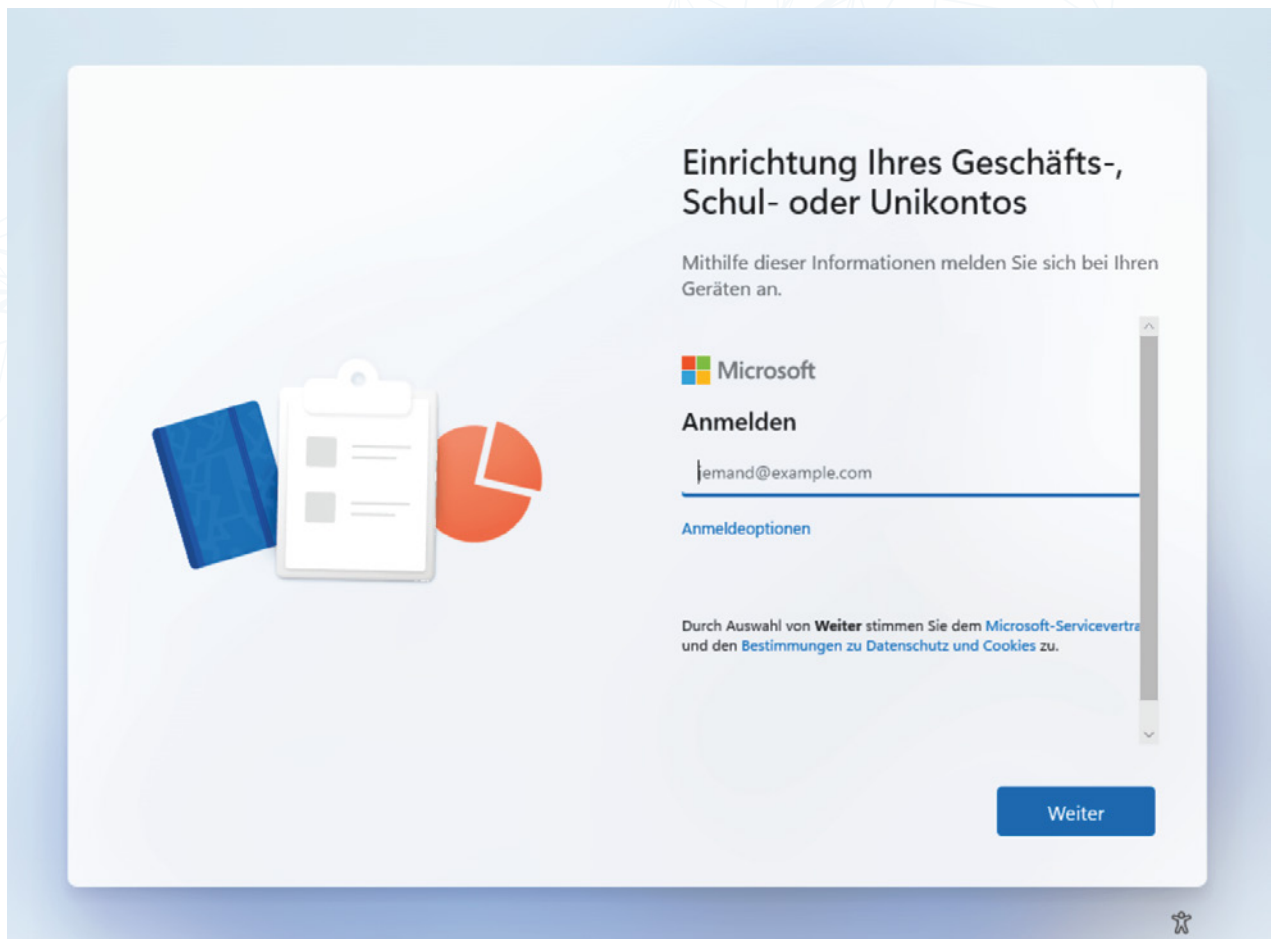 Einrichtung Ihres Geschäfts-,
Schul- oder Unikontos
Mithilfe dieser Informationen melden Sie sich bei Ihren
Geräten an.
Microsoft
Anmelden
jemand@example.com
Anmeldeoptionen
Durch Auswahl von Weiter stimmen Sie dem Microsoft-Servicevertra
und den Bestimmungen zu Datenschutz und Cookies zu.
Weiter